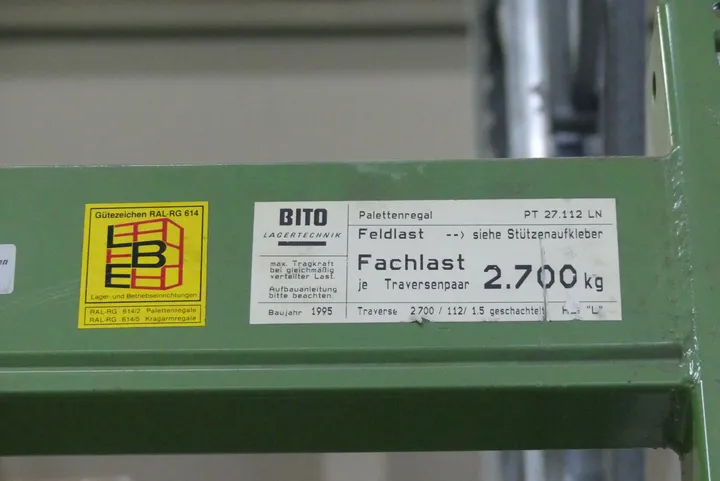 Gütezeichen RAL-RG 614
L
B
E
Lager- und Betriebseinrichtungen
RAL-RG 614/2 Palettenregale
RAL-RG 614/5 Kragarmregale
BITO
LAGERTECHNIK
max. Tragkraft
bei gleichmäßig
verteilter Last.
Aufbauanleitung
bitte beachten.
Baujahr 1995
Palettenregal PT 27.112 LN
Feldlast --> siehe Stützenaufkleber
Fachlast
je Traversenpaar 2.700 kg
Traverse 2700 / 112/ 1.5 geschachtelt "L"